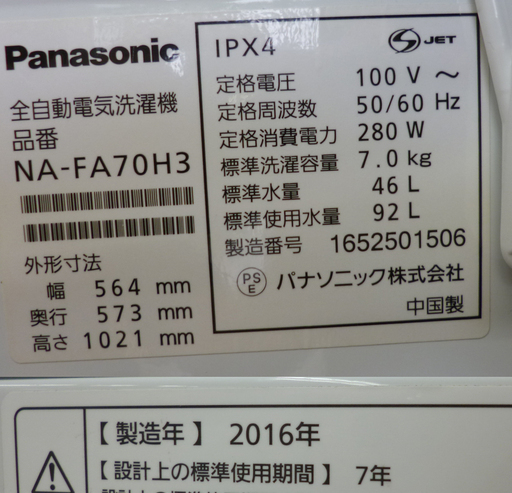 Panasonic
全自動電気洗濯機
品番
NA-FA70H3
外形寸法
幅 564 mm
奥行 573 mm
高さ 1021 mm
IPX4 S JET
定格電圧 100 V ～
定格周波数 50/60 Hz
定格消費電力 280 W
標準洗濯容量 7.0 kg
標準水量 46 L
標準使用水量 92 L
製造番号 1652501506
PSE パナソニック株式会社
中国製
【 製造年 】 2016年
【 設計上の標準使用期間 】 7年